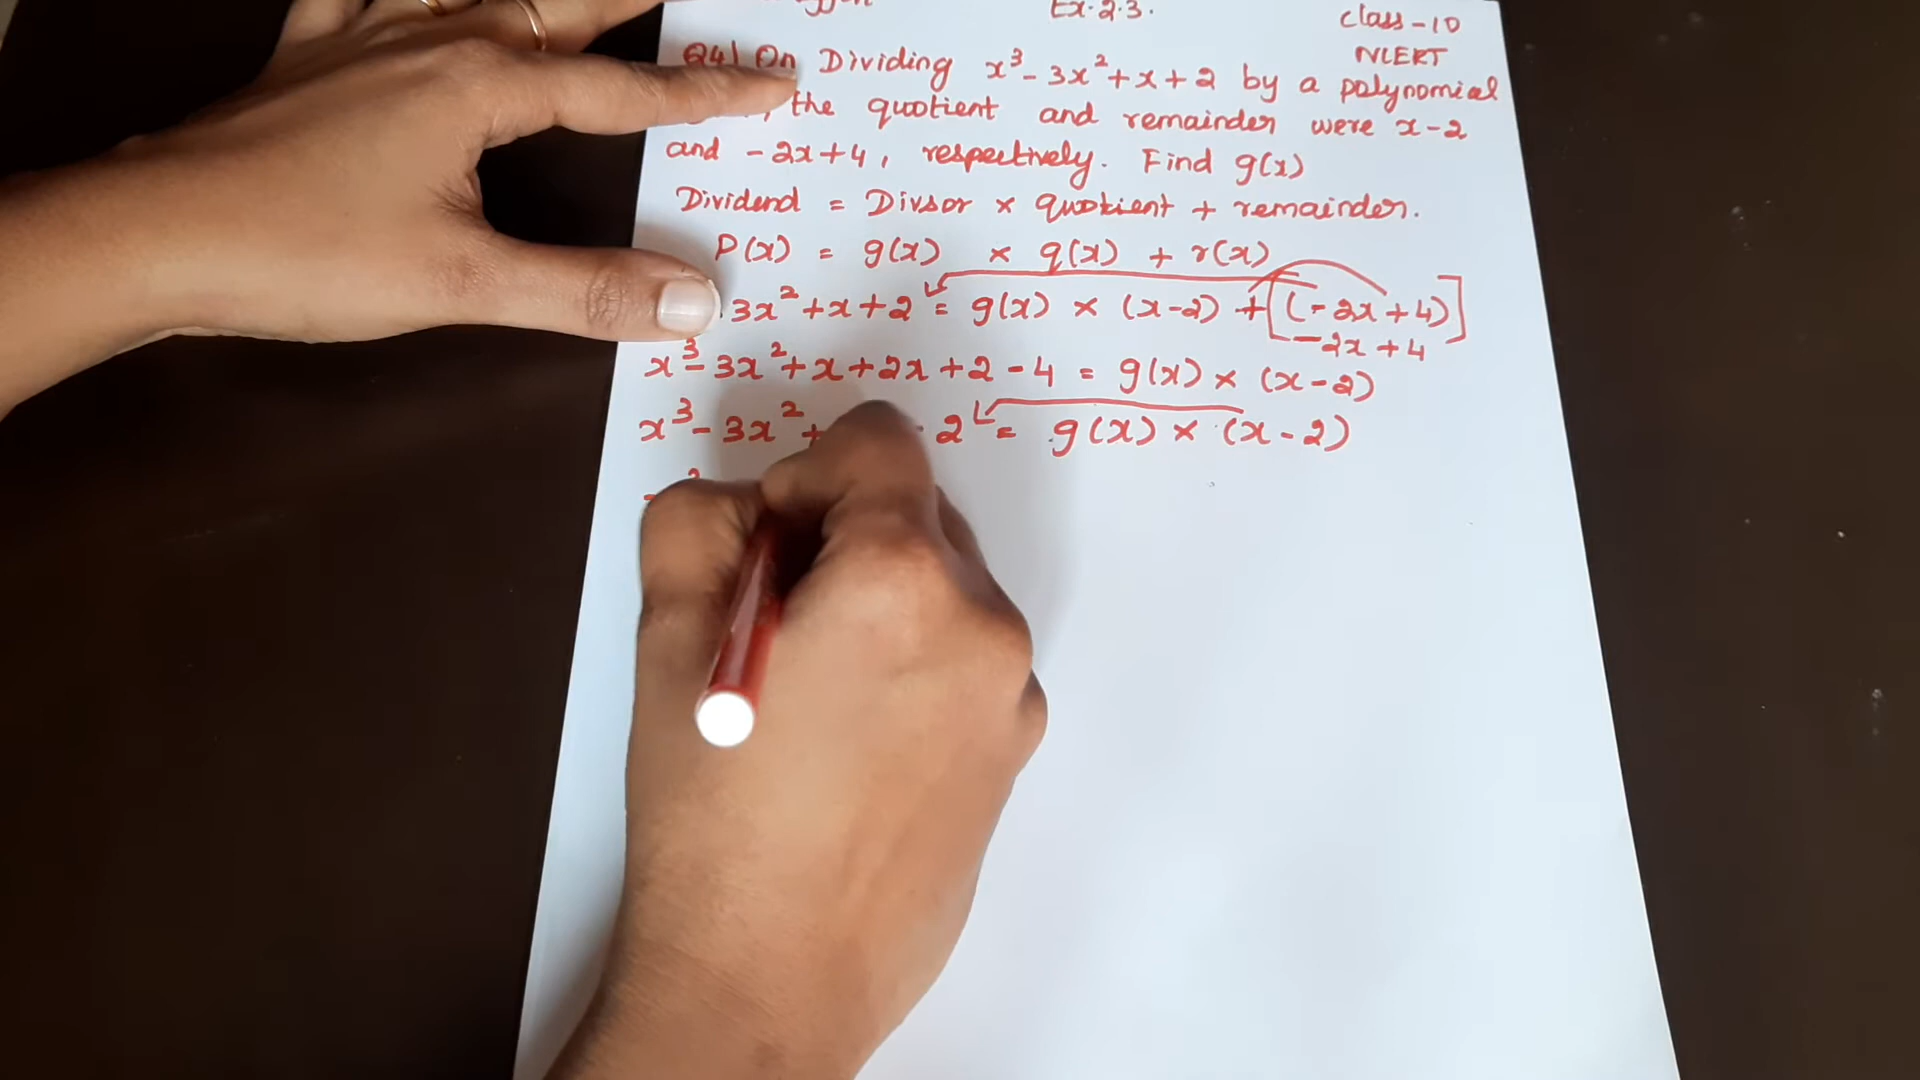 Ex. 2.3.
Class - 10
NCERT
Q4) On Dividing x³ - 3x² + x + 2 by a polynomial
, the quotient and remainder were x - 2
and - 2x + 4, respectively. Find g(x)
Dividend = Divsor × quotient + remainder.
P(x) = g(x) × q(x) + r(x)
3x² + x + 2 = g(x) × (x - 2) + [(- 2x + 4)]
- 2x + 4
x³ - 3x² + x + 2x + 2 - 4 = g(x) × (x - 2)
x³ - 3x² + 2 = g(x) × (x - 2)